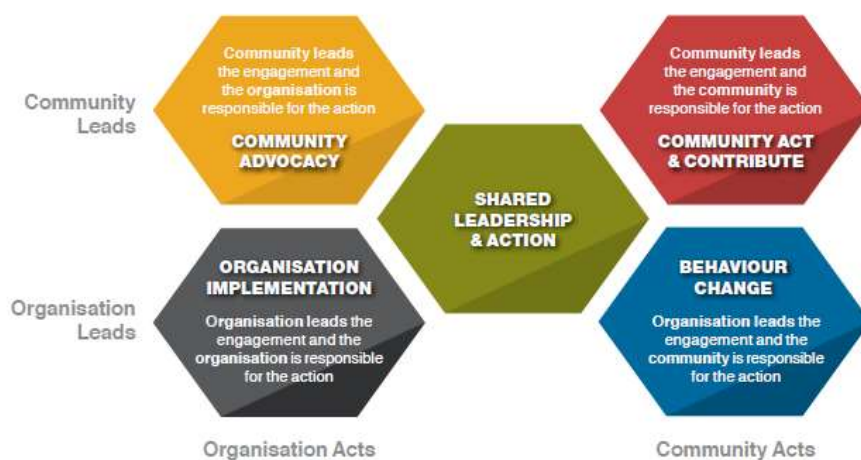 Community
Leads
Community leads
the engagement and
the organisation is
responsible for the action
COMMUNITY
ADVOCACY
Community leads
the engagement and
the community is
responsible for the action
COMMUNITY ACT
& CONTRIBUTE
SHARED
LEADERSHIP
& ACTION
Organisation
Leads
ORGANISATION
IMPLEMENTATION
Organisation leads the
engagement and the
organisation is responsible
for the action
BEHAVIOUR
CHANGE
Organisation leads the
engagement and the
community is responsible
for the action
Organisation Acts
Community Acts